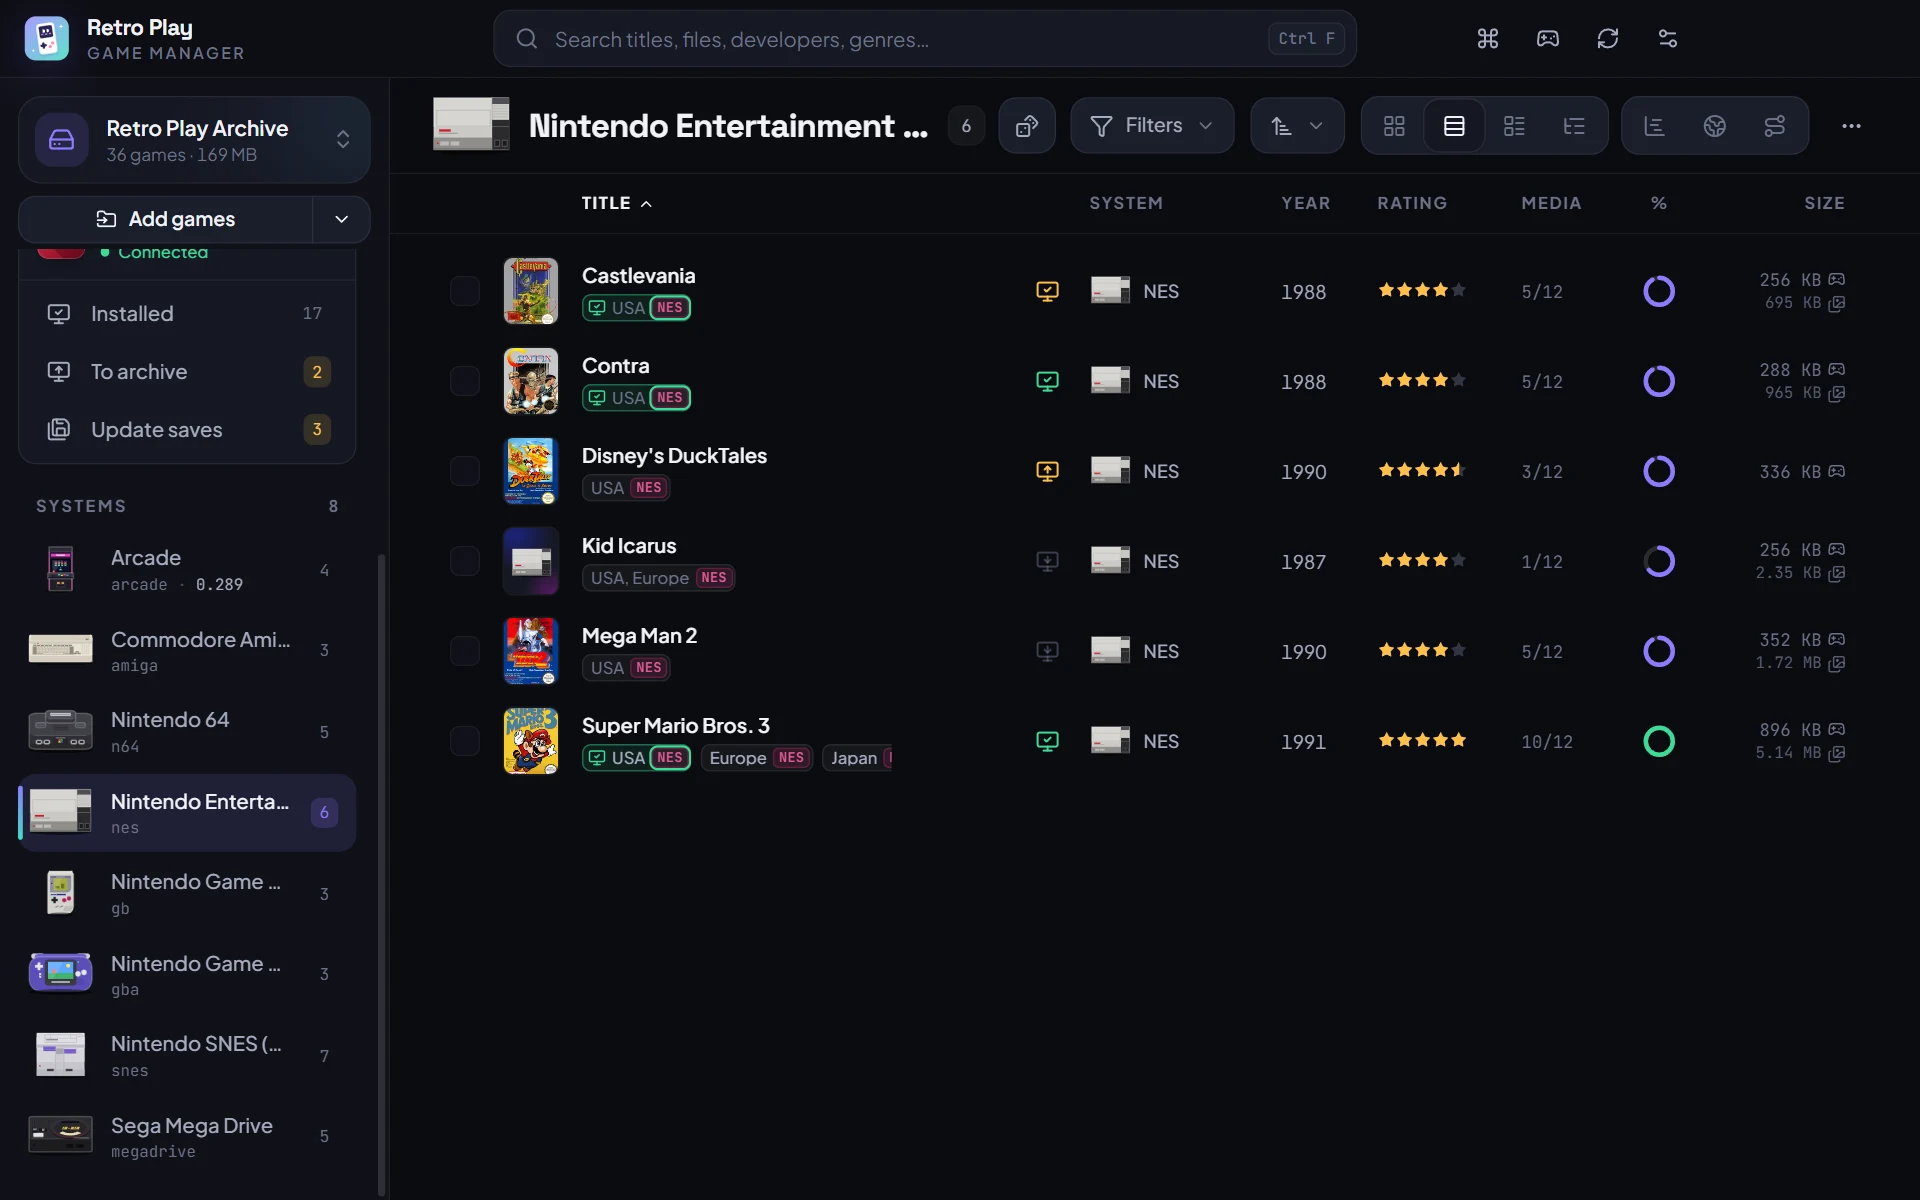 Retro Play
GAME MANAGER
Search titles, files, developers, genres...
Ctrl F
Retro Play Archive
36 games · 169 MB
Add games
Connected
Installed 17
To archive 2
Update saves 3
SYSTEMS 8
Arcade
arcade · 0.289
4
Commodore Ami...
amiga
3
Nintendo 64
n64
5
Nintendo Enterta...
nes
6
Nintendo Game ...
gb
3
Nintendo Game ...
gba
3
Nintendo SNES (...
snes
7
Sega Mega Drive
megadrive
5
Nintendo Entertainment ...
6
Filters
TITLE SYSTEM YEAR RATING MEDIA % SIZE
Castlevania
USA NES
NES 1988 5/12
256 KB
695 KB
Contra
USA NES
NES 1988 5/12
288 KB
965 KB
Disney's DuckTales
USA NES
NES 1990 3/12
336 KB
Kid Icarus
USA, Europe NES
NES 1987 1/12
256 KB
2.35 KB
Mega Man 2
USA NES
NES 1990 5/12
352 KB
1.72 MB
Super Mario Bros. 3
USA NES Europe NES Japan
NES 1991 10/12
896 KB
5.14 MB